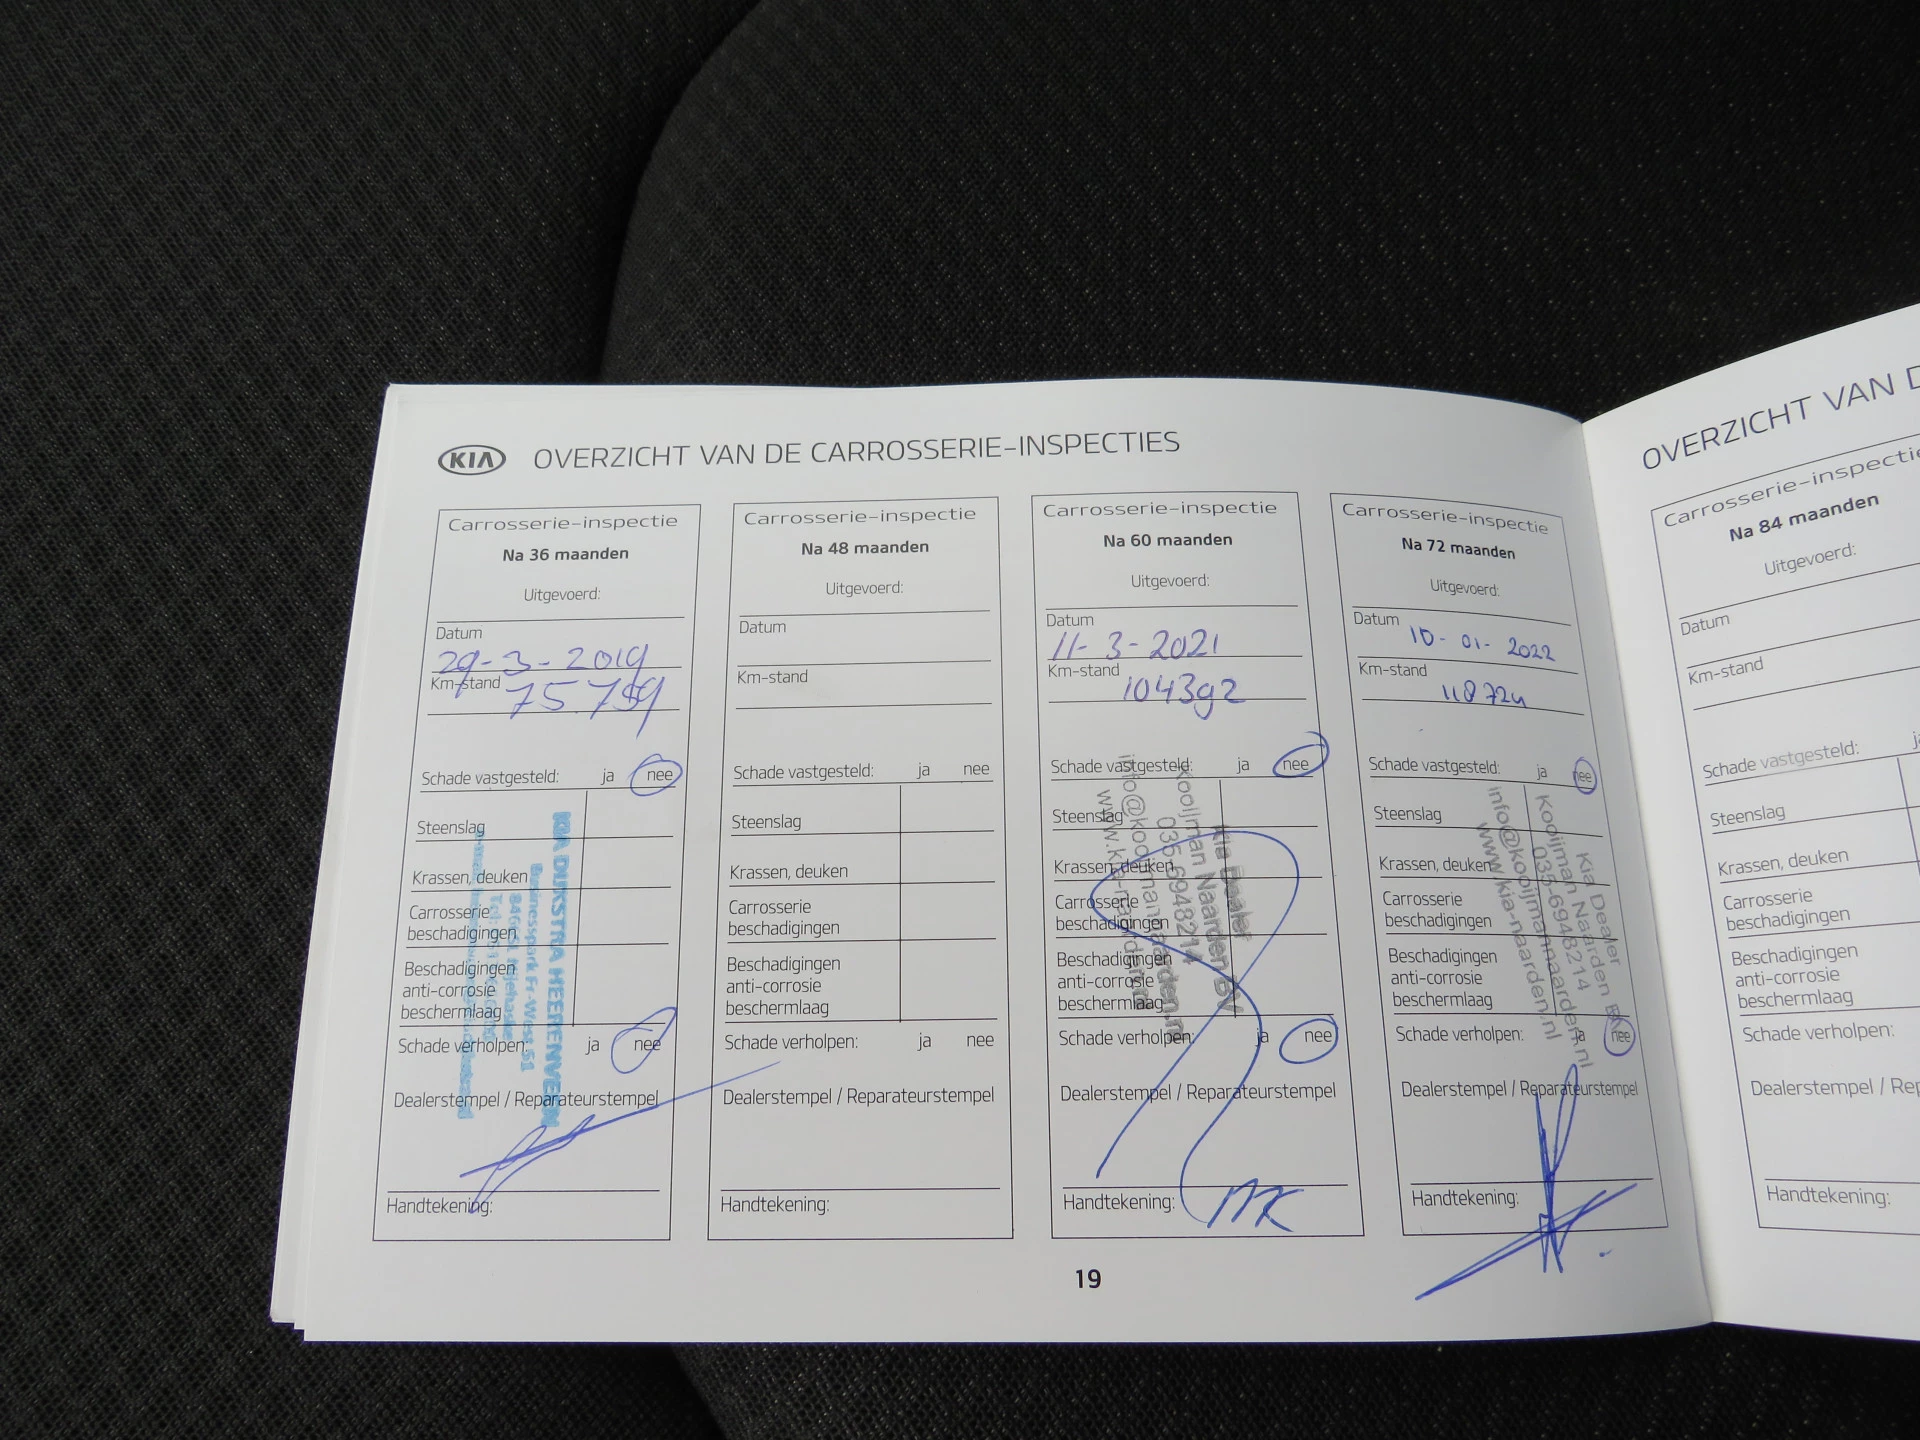 KIA OVERZICHT VAN DE CARROSSERIE-INSPECTIES
Carrosserie-inspectie
Na 36 maanden
Uitgevoerd:
Datum
29-3-2019
Km-stand
Schade vastgesteld: ja nee
Steenslag
Krassen, deuken
Carrosserie
beschadigingen
Beschadigingen
anti-corrosie
beschermlaag
Schade verholpen: ja nee
Dealerstempel / Reparateurstempel
Handtekening:
KIA DIJKSTRA HEERENVEEN
Businesspark Fr-West 51
Carrosserie-inspectie
Na 48 maanden
Uitgevoerd:
Datum
Km-stand
Schade vastgesteld: ja nee
Steenslag
Krassen, deuken
Carrosserie
beschadigingen
Beschadigingen
anti-corrosie
beschermlaag
Schade verholpen: ja nee
Dealerstempel / Reparateurstempel
Handtekening:
Carrosserie-inspectie
Na 60 maanden
Uitgevoerd:
Datum
11-3-2021
Km-stand
104392
Schade vastgesteld: ja nee
Steenslag
Krassen, deuken
Carrosserie
beschadigingen
Beschadigingen
anti-corrosie
beschermlaag
Schade verholpen: ja nee
Dealerstempel / Reparateurstempel
Handtekening:
Kia Dealer
Kooijman Naarden BV
035-6948214
info@kooijmannaarden.nl
www.kia-naarden.nl
Carrosserie-inspectie
Na 72 maanden
Uitgevoerd:
Datum
10-01-2022
Km-stand
118724
Schade vastgesteld: ja nee
Steenslag
Krassen, deuken
Carrosserie
beschadigingen
Beschadigingen
anti-corrosie
beschermlaag
Schade verholpen: ja nee
Dealerstempel / Reparateurstempel
Handtekening:
Kia Dealer
Kooijman Naarden BV
035-6948214
info@kooijmannaarden.nl
www.kia-naarden.nl
19
OVERZICHT VAN
Carrosserie-inspectie
Na 84 maanden
Uitgevoerd:
Datum
Km-stand
Schade vastgesteld:
Steenslag
Krassen, deuken
Carrosserie
beschadigingen
Beschadigingen
anti-corrosie
beschermlaag
Schade verholpen:
Dealerstempel / Rep
Handtekening: